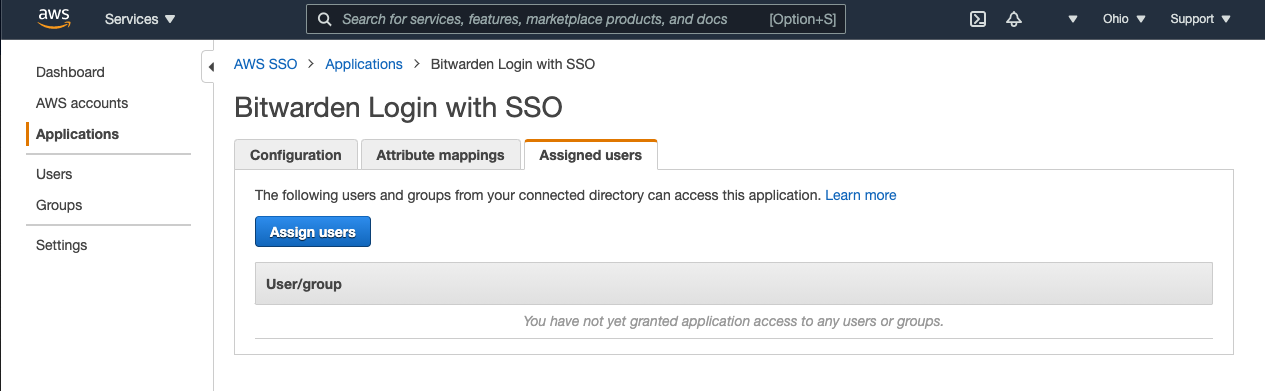 aws Services Search for services, features, marketplace products, and docs [Option+S] Ohio Support
Dashboard
AWS accounts
Applications
Users
Groups
Settings
AWS SSO > Applications > Bitwarden Login with SSO
Bitwarden Login with SSO
Configuration Attribute mappings Assigned users
The following users and groups from your connected directory can access this application. Learn more
Assign users
User/group
You have not yet granted application access to any users or groups.